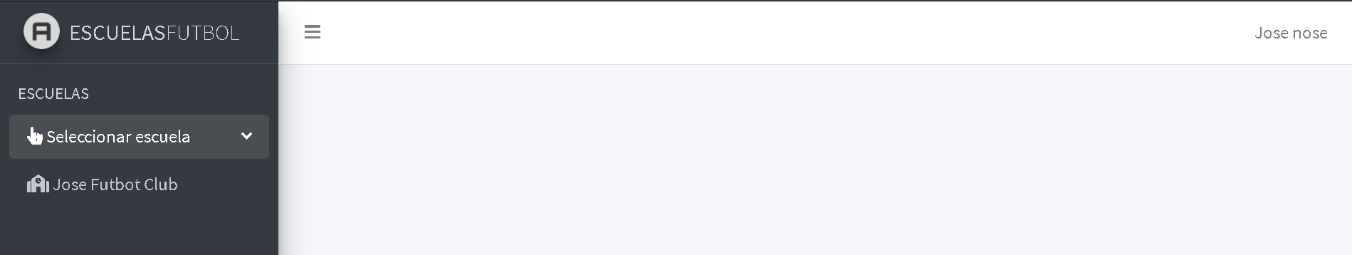 ESCUELASFUTBOL
Jose nose
ESCUELAS
Seleccionar escuela
Jose Futbot Club